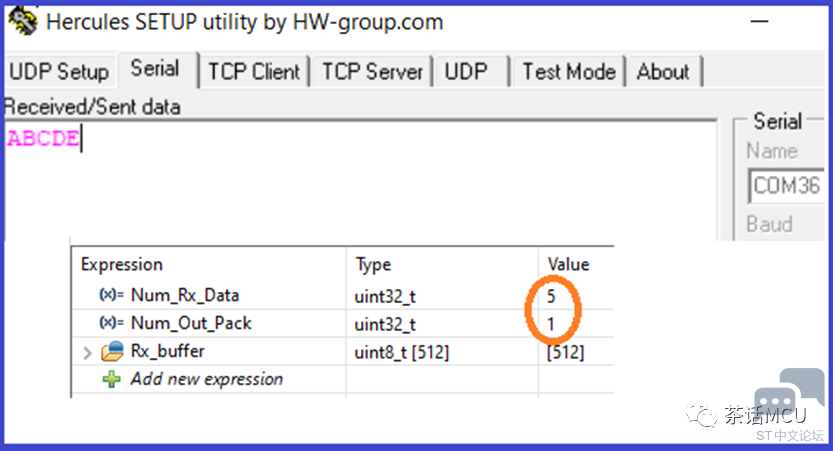 Hercules SETUP utility by HW-group.com
UDP Setup Serial TCP Client TCP Server UDP Test Mode About
Received/Sent data
ABCDE
Serial
Name
COM36
Baud
Expression Type Value
(x)= Num_Rx_Data uint32_t 5
(x)= Num_Out_Pack uint32_t 1
Rx_buffer uint8_t [512] [512]
Add new expression
茶话MCU
ST中文论坛